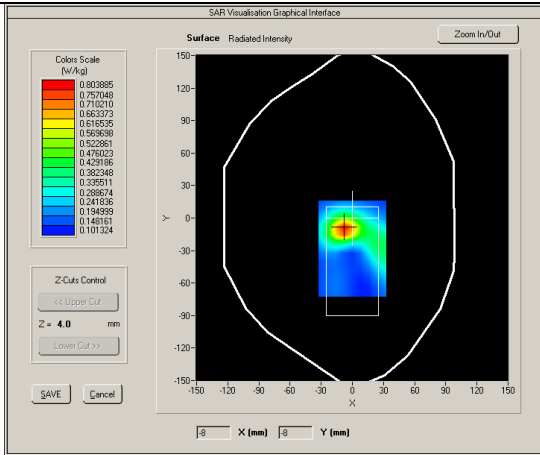 SAR Visualisation Graphical Interface
Surface Radiated Intensity
Zoom In/Out
Colors Scale
(W/kg)
0.803885
0.757048
0.710210
0.663373
0.616535
0.569698
0.522861
0.476023
0.429186
0.382348
0.335511
0.288674
0.241836
0.194999
0.148161
0.101324
150
120
90
60
30
0
-30
-60
-90
-120
-150
Y
-150 -120 -90 -60 -30 0 30 60 90 120 150
X
Z-Cuts Control
<< Upper Cut
Z = 4.0 mm
Lower Cut >>
SAVE Cancel
-8 X (mm) -8 Y (mm)